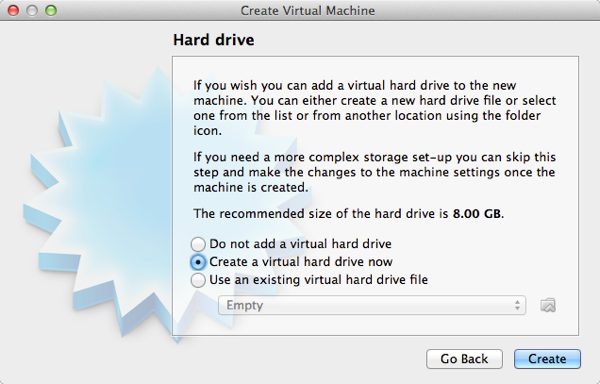 Create Virtual Machine
Hard drive
If you wish you can add a virtual hard drive to the new
machine. You can either create a new hard drive file or select
one from the list or from another location using the folder
icon.
If you need a more complex storage set-up you can skip this
step and make the changes to the machine settings once the
machine is created.
The recommended size of the hard drive is 8.00 GB.
Do not add a virtual hard drive
Create a virtual hard drive now
Use an existing virtual hard drive file
Empty
Go Back
Create